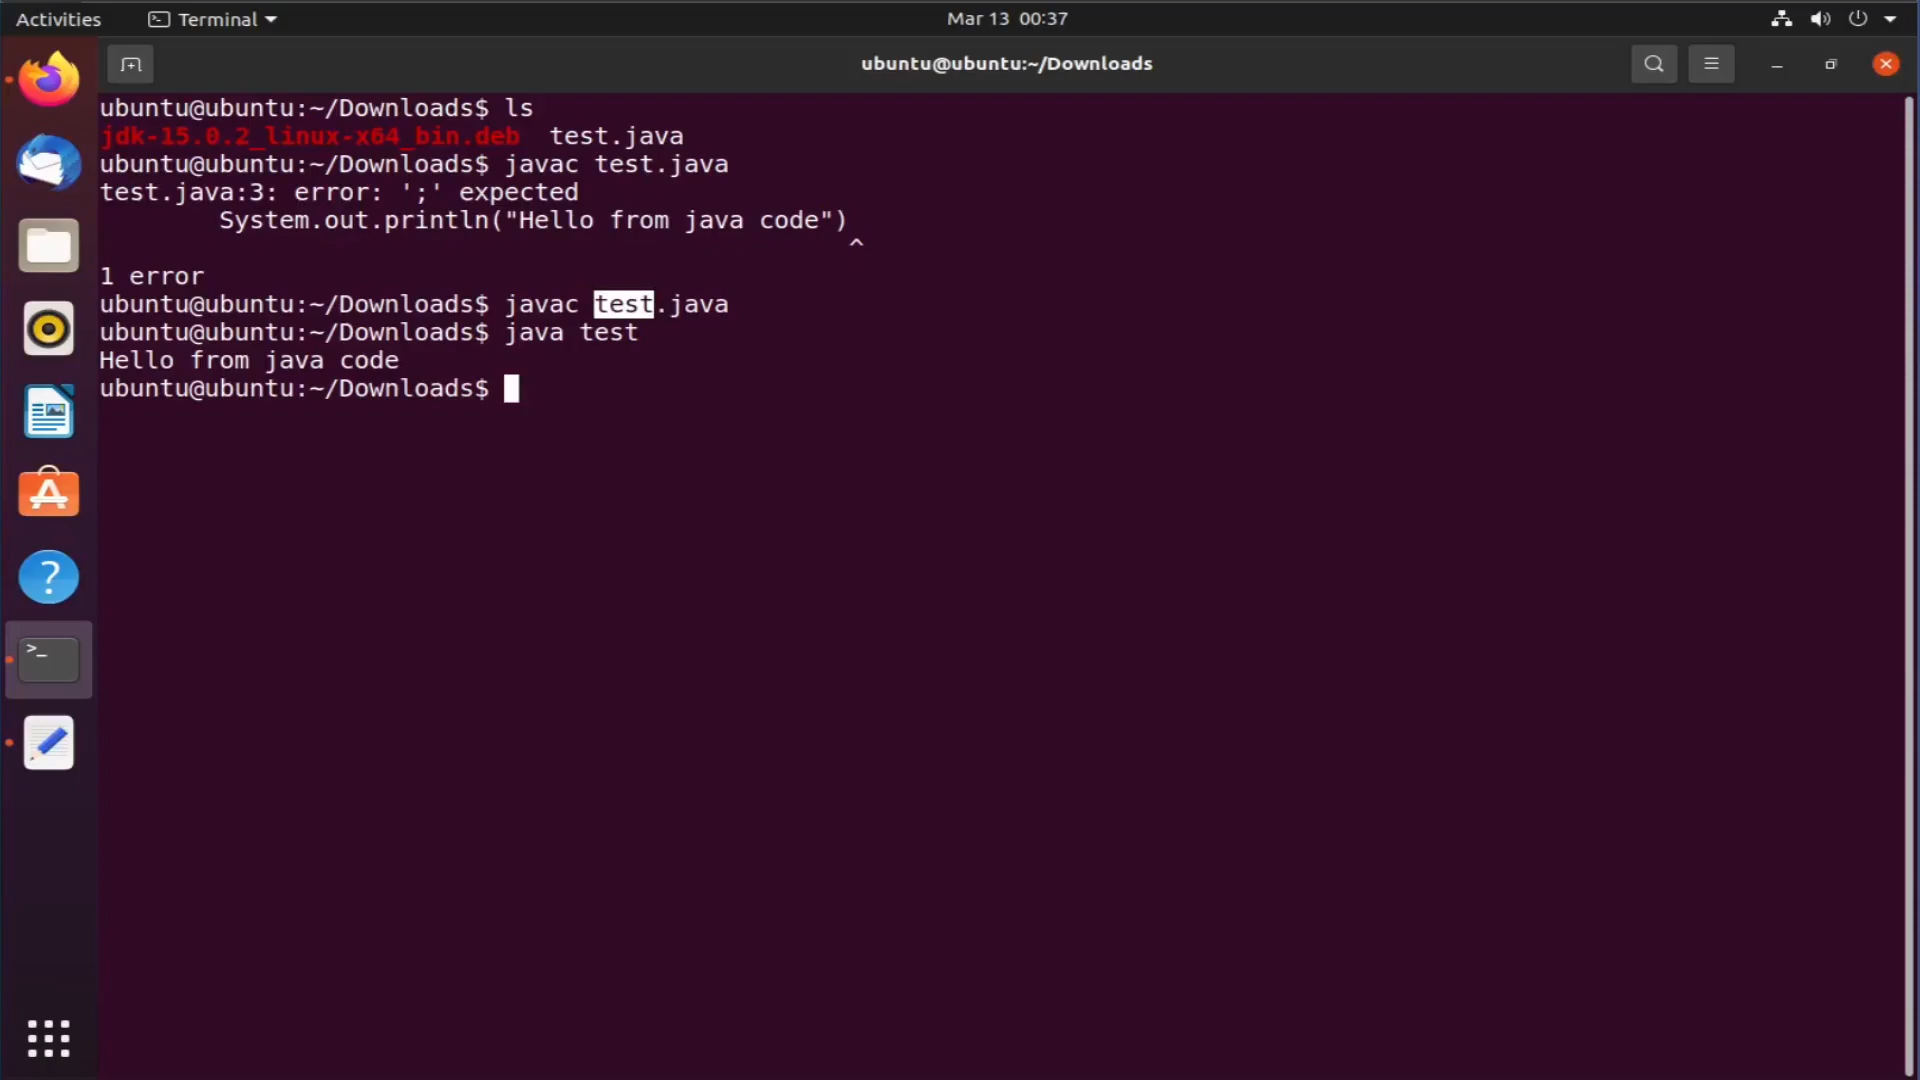 Activities Terminal Mar 13 00:37
ubuntu@ubuntu:~/Downloads
ubuntu@ubuntu:~/Downloads$ ls
jdk-15.0.2_linux-x64_bin.deb test.java
ubuntu@ubuntu:~/Downloads$ javac test.java
test.java:3: error: ';' expected
System.out.println("Hello from java code")
^
1 error
ubuntu@ubuntu:~/Downloads$ javac test.java
ubuntu@ubuntu:~/Downloads$ java test
Hello from java code
ubuntu@ubuntu:~/Downloads$